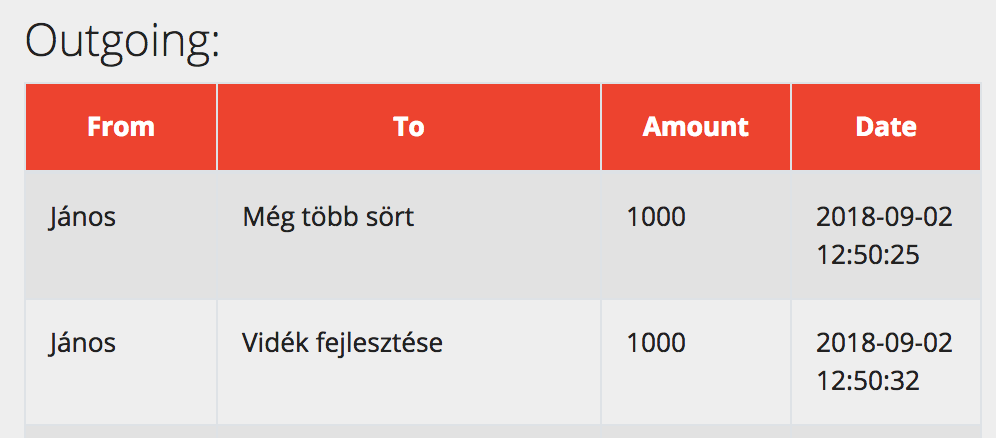 Outgoing:
From To Amount Date
János Még több sört 1000 2018-09-02
12:50:25
János Vidék fejlesztése 1000 2018-09-02
12:50:32